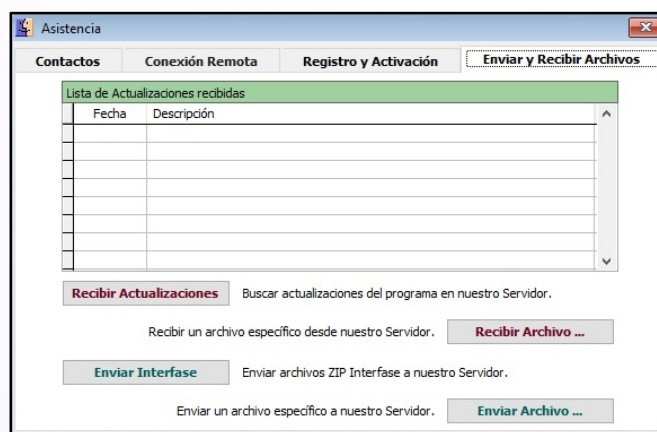 Asistencia
Contactos Conexión Remota Registro y Activación Enviar y Recibir Archivos
Lista de Actualizaciones recibidas
Fecha Descripción
Recibir Actualizaciones Buscar actualizaciones del programa en nuestro Servidor.
Recibir un archivo específico desde nuestro Servidor. Recibir Archivo ...
Enviar Interfase Enviar archivos ZIP Interfase a nuestro Servidor.
Enviar un archivo específico a nuestro Servidor. Enviar Archivo ...